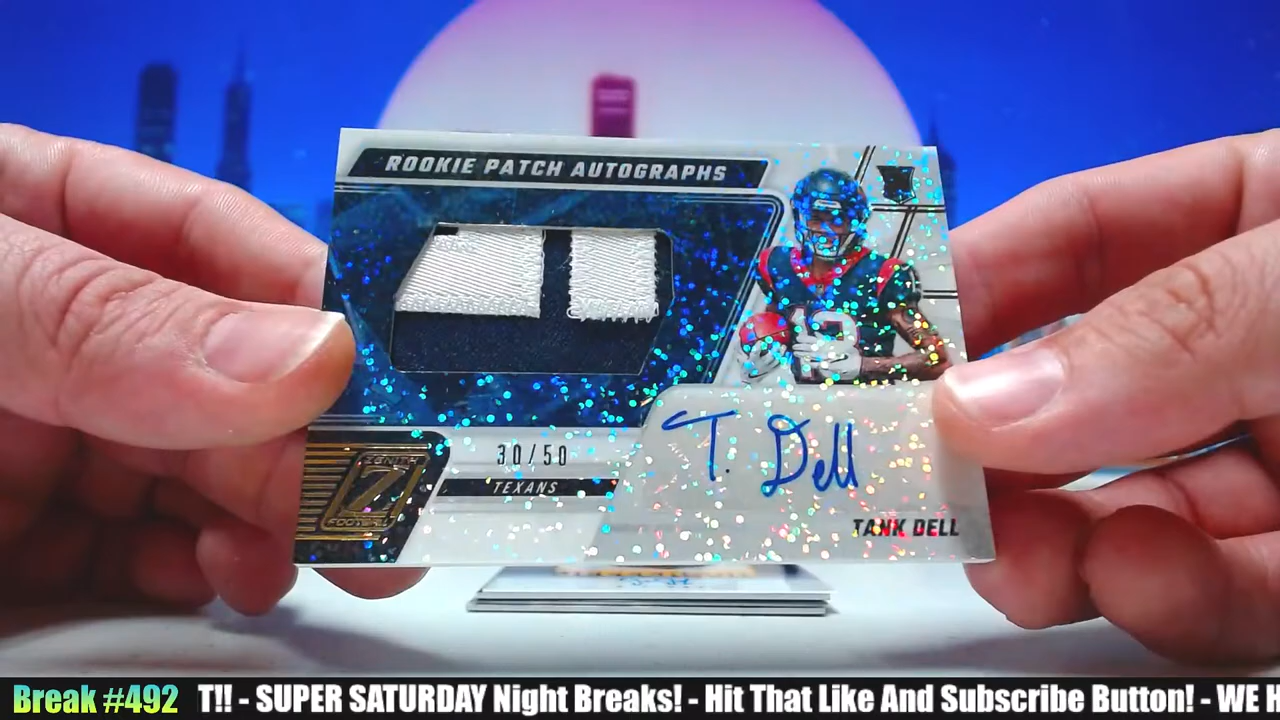 ROOKIE PATCH AUTOGRAPHS
13
T. Dell
30/50
TEXANS
ZENITH
Z
FOOTBALL
TANK DELL
Break #492 T!! - SUPER SATURDAY Night Breaks! - Hit That Like And Subscribe Button! - WE H